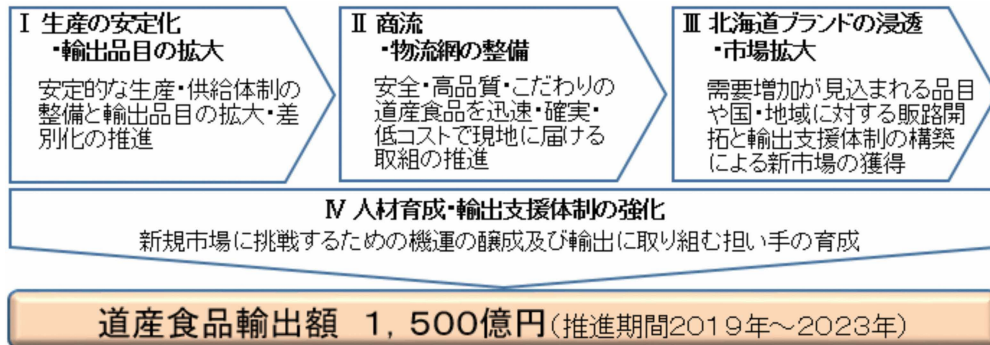 Ⅰ 生産の安定化
・輸出品目の拡大
安定的な生産・供給体制の
整備と輸出品目の拡大・差
別化の推進
Ⅱ 商流
・物流網の整備
安全・高品質・こだわりの
道産食品を迅速・確実・
低コストで現地に届ける
取組の推進
Ⅲ 北海道ブランドの浸透
・市場拡大
需要増加が見込まれる品目
や国・地域に対する販路開
拓と輸出支援体制の構築
による新市場の獲得
Ⅳ 人材育成・輸出支援体制の強化
新規市場に挑戦するための機運の醸成及び輸出に取り組む担い手の育成
道産食品輸出額 1,500億円(推進期間2019年~2023年)